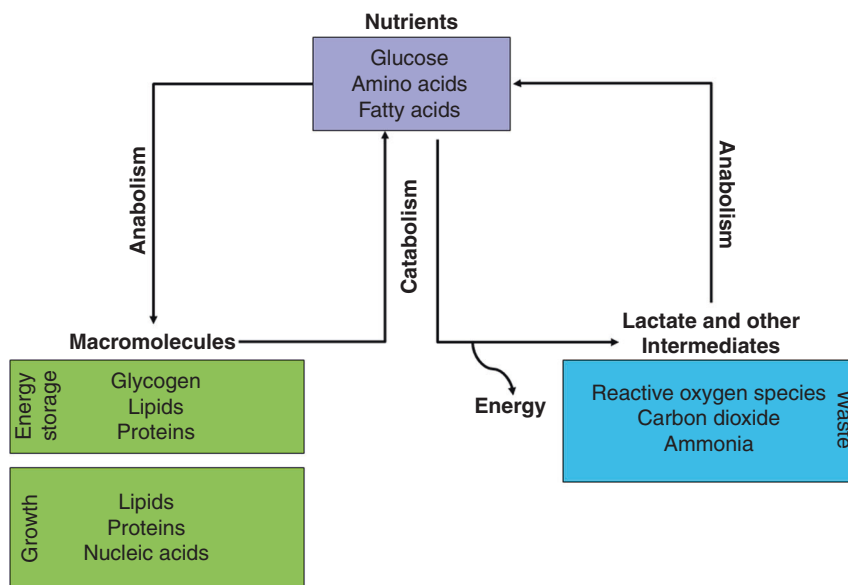 Nutrients
Glucose
Amino acids
Fatty acids
Anabolism
Catabolism
Anabolism
Macromolecules
Energy
storage
Glycogen
Lipids
Proteins
Growth
Lipids
Proteins
Nucleic acids
Energy
Lactate and other
Intermediates
Reactive oxygen species
Carbon dioxide
Ammonia
Waste